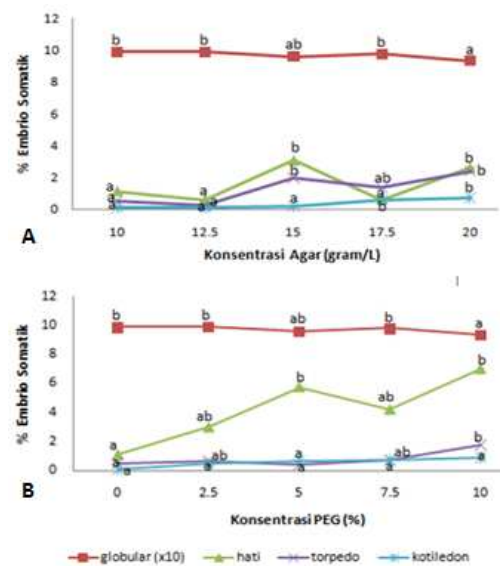 12
10
8
6
4
2
0
b
b
ab
b
a
a
a
a
a
a a
b
b
a
ab
a
b
b
b
b
A
10 12.5 15 17.5 20
Konsentrasi Agar (gram/L)
% Embrio Somatik
12
10
8
6
4
2
0
b
b
ab
b
a
a
ab
b
ab
b
a
a
ab
a
a
a
ab
a
b
a
B
0 2.5 5 7.5 10
Konsentrasi PEG (%)
% Embrio Somatik
globular (x10) hati torpedo kotiledon